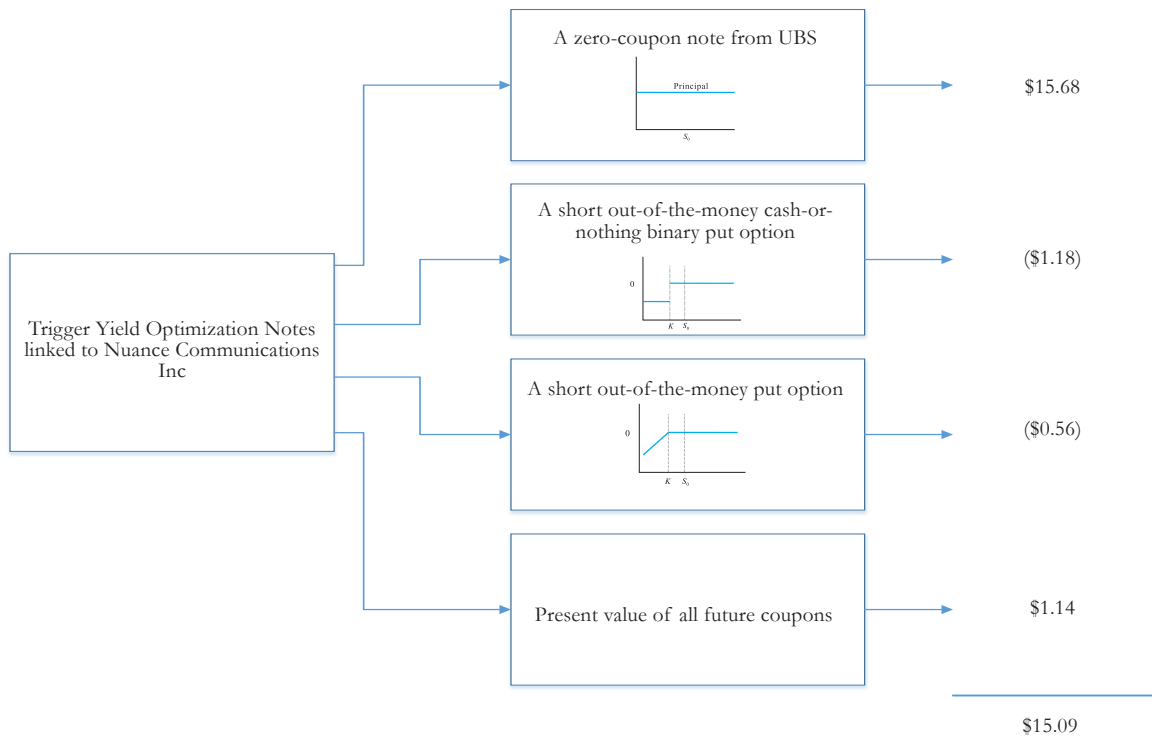 A zero-coupon note from UBS
Principal
S₀
$15.68
A short out-of-the-money cash-or-
nothing binary put option
0
K S₀
($1.18)
Trigger Yield Optimization Notes
linked to Nuance Communications
Inc
A short out-of-the-money put option
0
K S₀
($0.56)
Present value of all future coupons
$1.14
$15.09